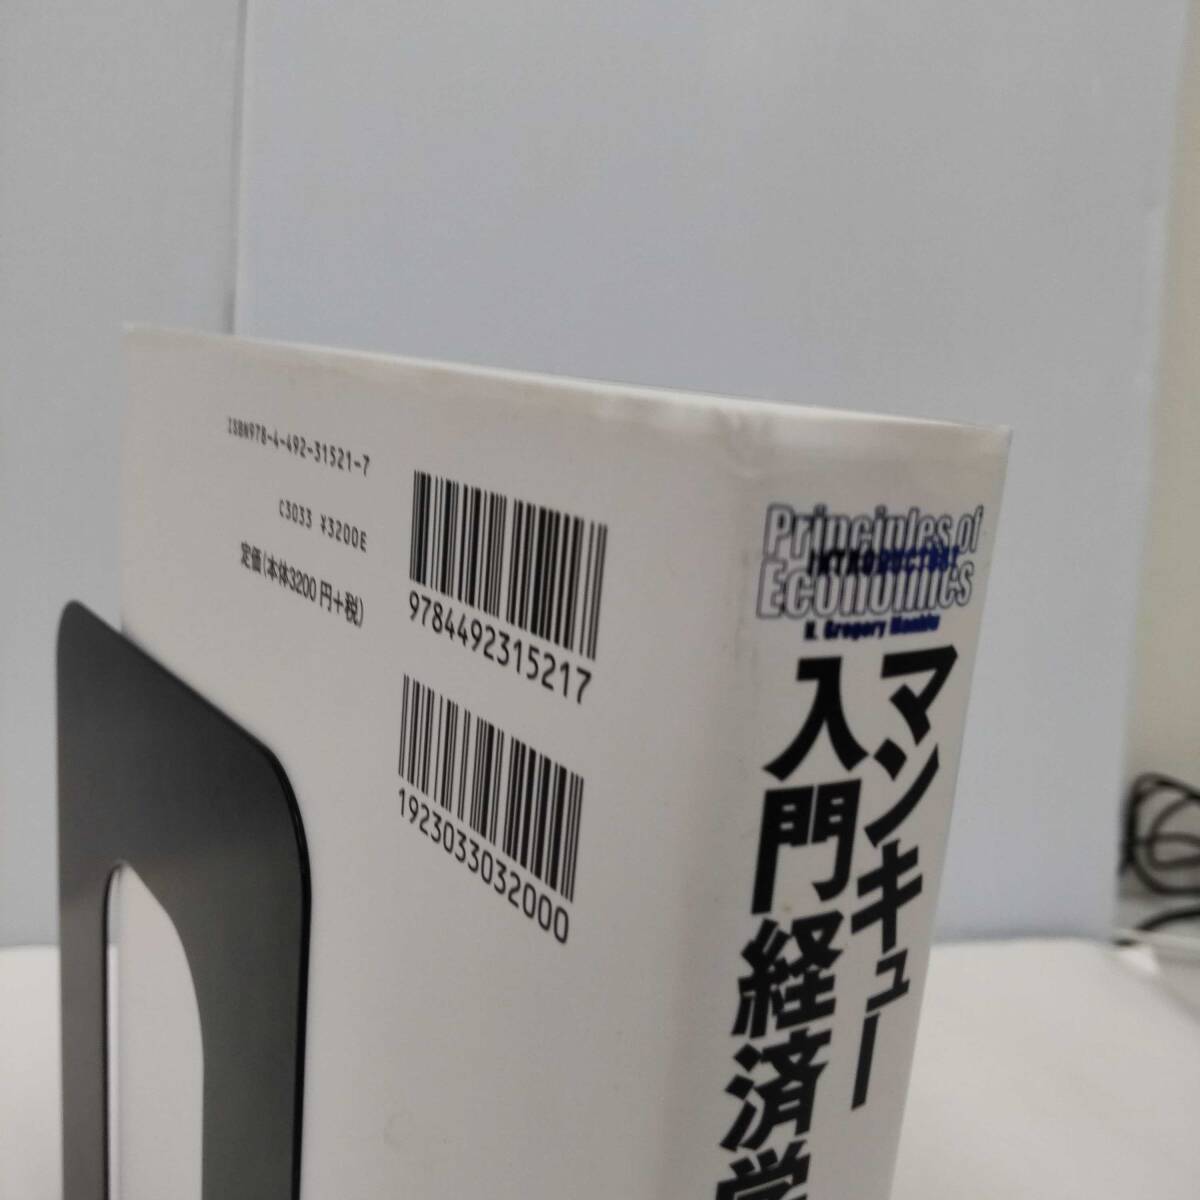 ISBN978-4-492-31521-7
C3033 ¥3200E
定価(本体3200円+税)
9784492315217
1923033032000
Principles of
INTRODUCTORY
Economics
N. Gregory Mankiw
マンキュー
入門経済学